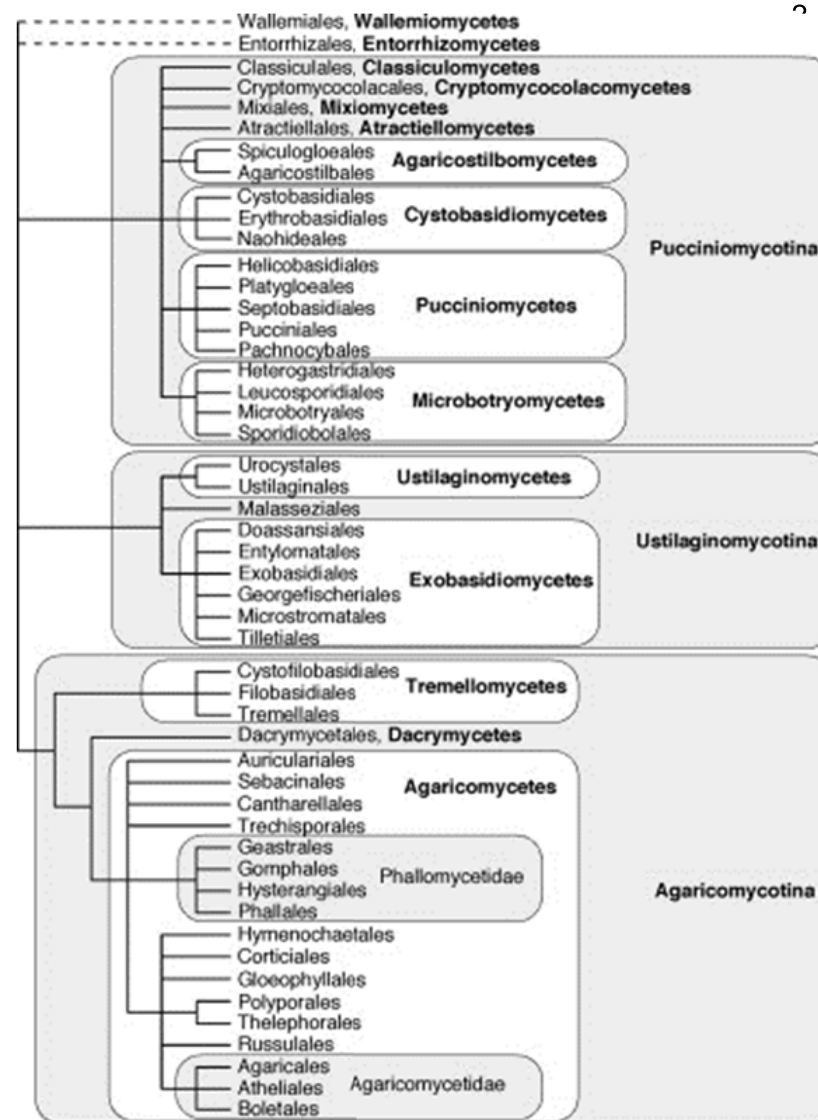 Wallemiales, Wallemiomycetes
Entorrhizales, Entorrhizomycetes
Classiculales, Classiculomycetes
Cryptomycocolacales, Cryptomycocolacomycetes
Mixiales, Mixiomycetes
Atractiellales, Atractiellomycetes
Spiculogloeales
Agaricostilbales
Agaricostilbomycetes
Cystobasidiales
Erythrobasidiales
Naohideales
Cystobasidiomycetes
Pucciniomycotina
Helicobasidiales
Platygloeales
Septobasidiales
Pucciniales
Pachnocybales
Pucciniomycetes
Heterogastridiales
Leucosporidiales
Microbotryales
Sporidiobolales
Microbotryomycetes
Urocystales
Ustilaginales
Ustilaginomycetes
Malasseziales
Ustilaginomycotina
Doassansiales
Entylomatales
Exobasidiales
Georgefischeriales
Microstromatales
Tilletiales
Exobasidiomycetes
Cystofilobasidiales
Filobasidiales
Tremellales
Tremellomycetes
Dacrymycetales, Dacrymycetes
Auriculariales
Sebacinales
Cantharellales
Trechisporales
Agaricomycetes
Geastrales
Gomphales
Hysterangiales
Phallales
Phallomycetidae
Agaricomycotina
Hymenochaetales
Corticiales
Gloeophyllales
Polyporales
Thelephorales
Russulales
Agaricales
Atheliales
Boletales
Agaricomycetidae